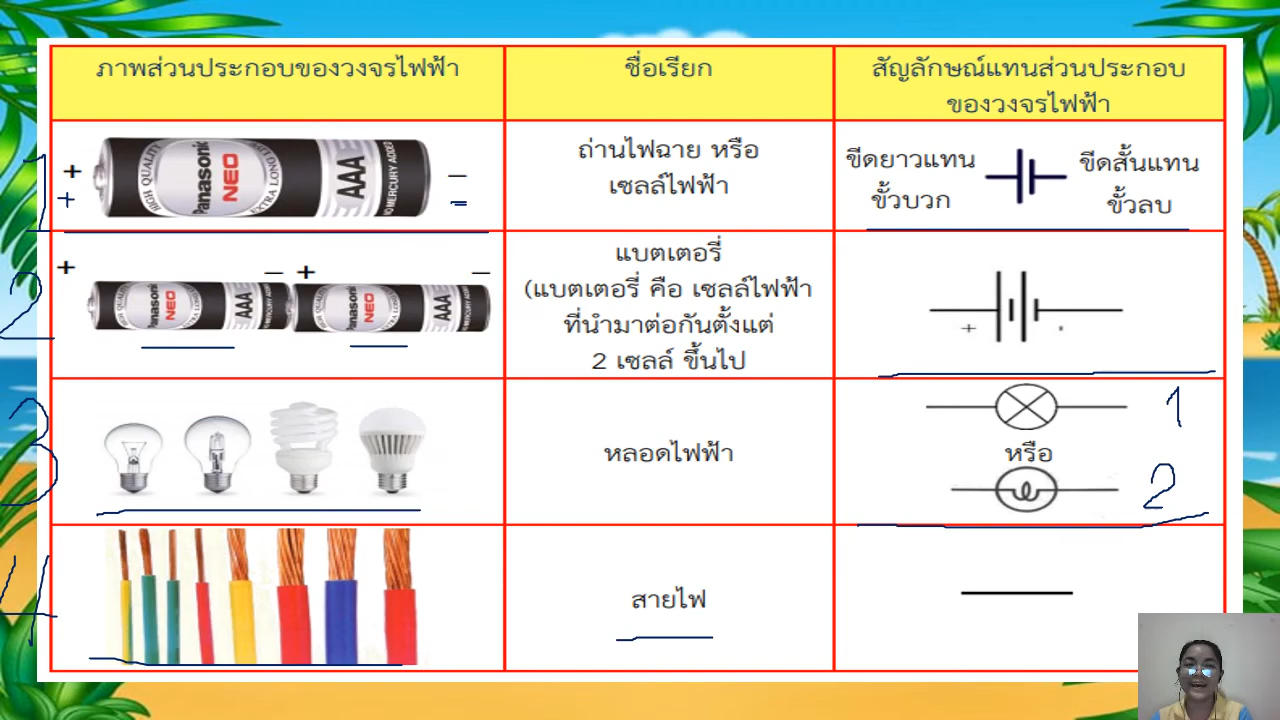 ภาพส่วนประกอบของวงจรไฟฟ้า
ชื่อเรียก
สัญลักษณ์แทนส่วนประกอบ
ของวงจรไฟฟ้า
1
+
+
HIGH QUALITY
Panasonic
NEO
EXTRA LONG LIFE
AAA
NO MERCURY ADDED
−
−
ถ่านไฟฉาย หรือ
เซลล์ไฟฟ้า
ขีดยาวแทน
ขั้วบวก
ขีดสั้นแทน
ขั้วลบ
2
+
−
+
−
Panasonic
NEO
AAA
Panasonic
NEO
AAA
แบตเตอรี่
(แบตเตอรี่ คือ เซลล์ไฟฟ้า
ที่นำมาต่อกันตั้งแต่
2 เซลล์ ขึ้นไป
+
3
หลอดไฟฟ้า
1
หรือ
2
4
สายไฟ